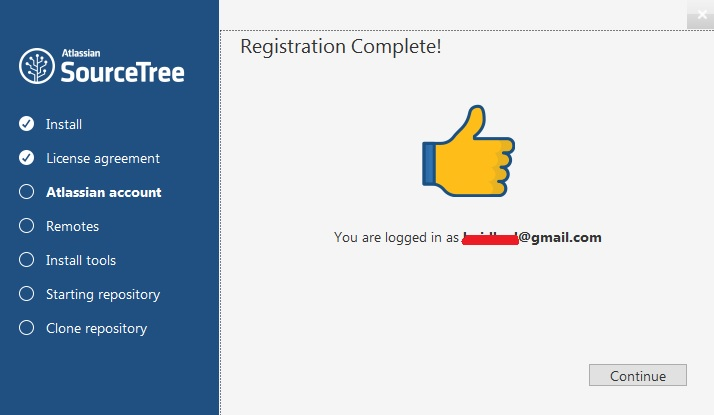 Atlassian
SourceTree
Install
License agreement
Atlassian account
Remotes
Install tools
Starting repository
Clone repository
Registration Complete!
You are logged in as @gmail.com
Continue